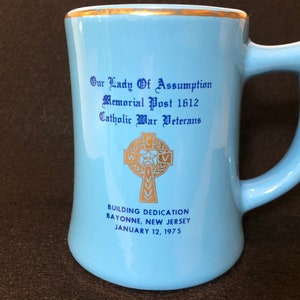 Our Lady Of Assumption
Memorial Post 1612
Catholic War Veterans
BUILDING DEDICATION
BAYONNE, NEW JERSEY
JANUARY 12, 1975